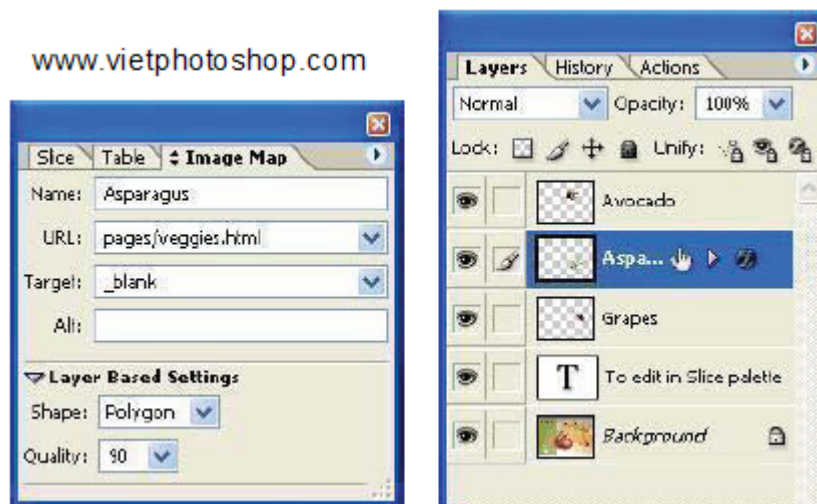 www.vietphotoshop.com
Slice Table Image Map
Name: Asparagus
URL: pages/veggies.html
Target: _blank
Alt:
Layer Based Settings
Shape: Polygon
Quality: 90
Layers History Actions
Normal Opacity: 100%
Lock: Unify:
Avocado
Aspa...
Grapes
T To edit in Slice palette
Background